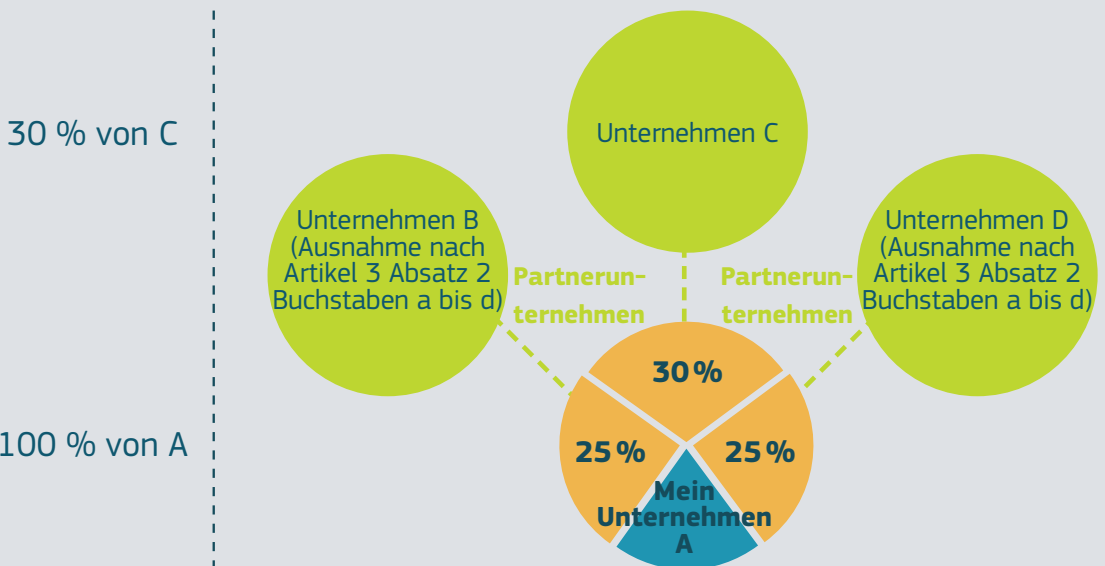 30 % von C
Unternehmen C
Unternehmen B
(Ausnahme nach
Artikel 3 Absatz 2
Buchstaben a bis d)
Partnerun-
ternehmen
Partnerun-
ternehmen
Unternehmen D
(Ausnahme nach
Artikel 3 Absatz 2
Buchstaben a bis d)
30 %
100 % von A
25 %
25 %
Mein
Unternehmen
A